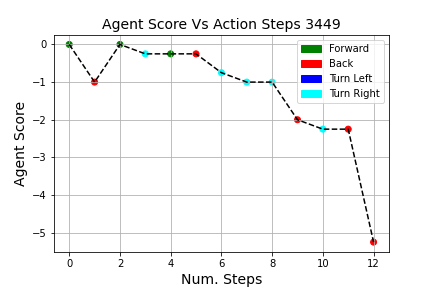 Agent Score Vs Action Steps 3449
Agent Score
0
−1
−2
−3
−4
−5
Forward
Back
Turn Left
Turn Right
0 2 4 6 8 10 12
Num. Steps